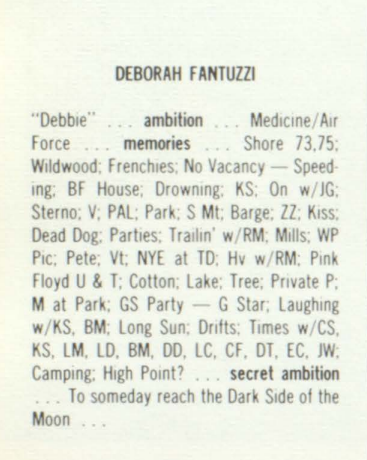 DEBORAH FANTUZZI
"Debbie" ... ambition ... Medicine/Air
Force ... memories ... Shore 73,75;
Wildwood; Frenchies; No Vacancy — Speed-
ing; BF House; Drowning; KS; On w/JG;
Sterno; V; PAL; Park; S Mt; Barge; ZZ; Kiss;
Dead Dog; Parties; Trailin' w/RM; Mills; WP
Pic; Pete; Vt; NYE at TD; Hv w/RM; Pink
Floyd U & T; Cotton; Lake; Tree; Private P;
M at Park; GS Party — G Star; Laughing
w/KS, BM; Long Sun; Drifts; Times w/CS,
KS, LM, LD, BM, DD, LC, CF, DT, EC, JW;
Camping; High Point? ... secret ambition
... To someday reach the Dark Side of the
Moon ...